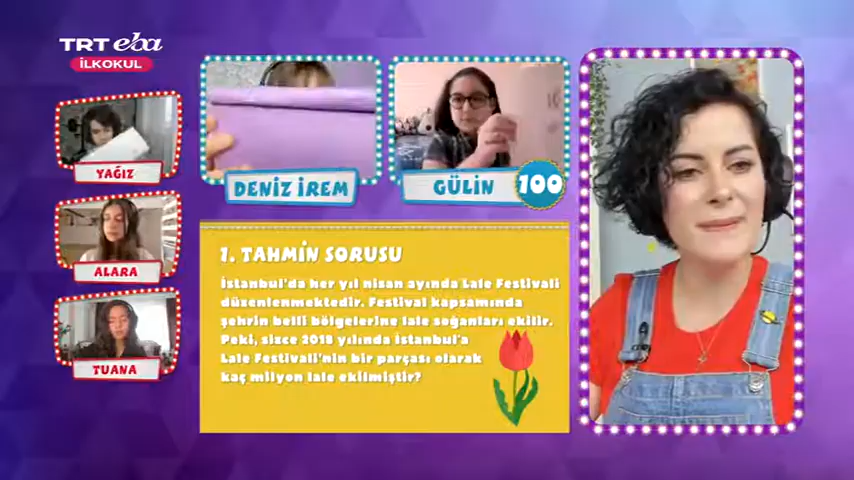 TRT eba
İLKOKUL
YAĞIZ
ALARA
TUANA
DENİZ İREM
GÜLİN
100
1. TAHMİN SORUSU
İstanbul'da her yıl nisan ayında Lale Festivali
düzenlenmektedir. Festival kapsamında
şehrin belli bölgelerine lale soğanları ekilir.
Peki, sizce 2018 yılında İstanbul'a
Lale Festivali'nin bir parçası olarak
kaç milyon lale ekilmiştir?